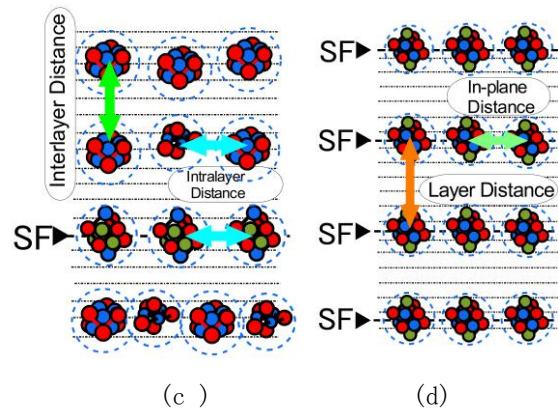 Interlayer Distance
Intralayer
Distance
SF
(c )
SF
In-plane
Distance
SF
Layer Distance
SF
SF
(d)